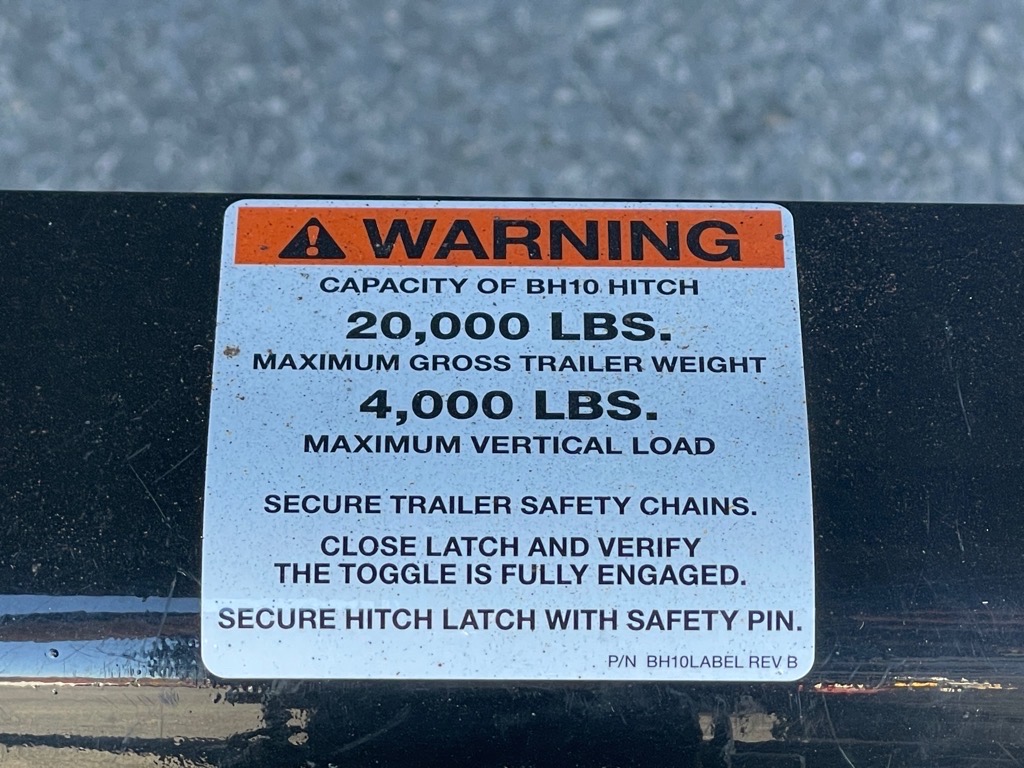 WARNING
CAPACITY OF BH10 HITCH
20,000 LBS.
MAXIMUM GROSS TRAILER WEIGHT
4,000 LBS.
MAXIMUM VERTICAL LOAD
SECURE TRAILER SAFETY CHAINS.
CLOSE LATCH AND VERIFY
THE TOGGLE IS FULLY ENGAGED.
SECURE HITCH LATCH WITH SAFETY PIN.
P/N BH10LABEL REV B